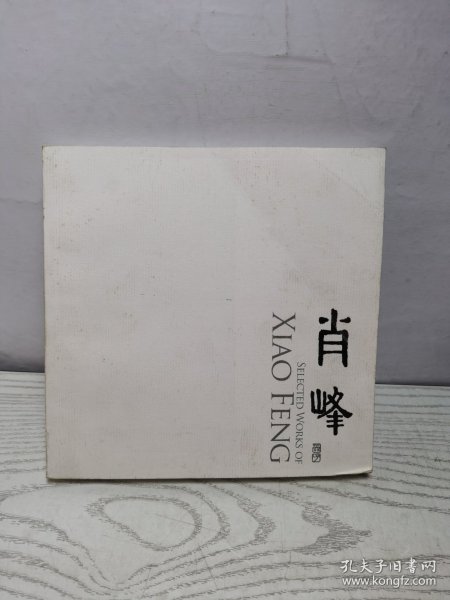 肖峰
SELECTED WORKS OF
XIAO FENG
孔夫子旧书网
www.kongfz.com